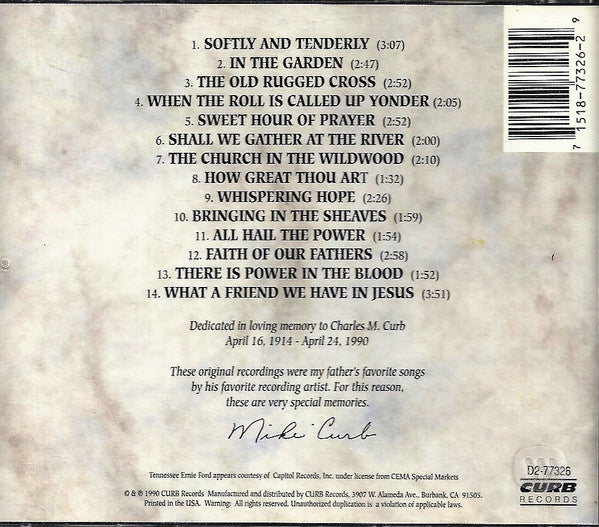 1. SOFTLY AND TENDERLY (3:07)
2. IN THE GARDEN (2:47)
3. THE OLD RUGGED CROSS (2:52)
4. WHEN THE ROLL IS CALLED UP YONDER (2:05)
5. SWEET HOUR OF PRAYER (2:52)
6. SHALL WE GATHER AT THE RIVER (2:00)
7. THE CHURCH IN THE WILDWOOD (2:10)
8. HOW GREAT THOU ART (1:32)
9. WHISPERING HOPE (2:26)
10. BRINGING IN THE SHEAVES (1:59)
11. ALL HAIL THE POWER (1:54)
12. FAITH OF OUR FATHERS (2:58)
13. THERE IS POWER IN THE BLOOD (1:52)
14. WHAT A FRIEND WE HAVE IN JESUS (3:51)
7 1518-77326-2 9
Dedicated in loving memory to Charles M. Curb
April 16, 1914 - April 24, 1990
These original recordings were my father's favorite songs
by his favorite recording artist. For this reason,
these are very special memories.
Mike Curb
Tennessee Ernie Ford appears courtesy of Capitol Records, Inc. under license from CEMA Special Markets
© & ℗ 1990 CURB Records Manufactured and distributed by CURB Records, 3907 W. Alameda Ave., Burbank, CA 91505.
Printed in the USA. Warning: All rights reserved. Unauthorized duplication is a violation of applicable laws.
D2-77326
CURB
RECORDS